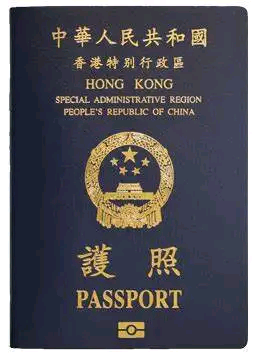 中華人民共和國
香港特別行政區
HONG KONG
SPECIAL ADMINISTRATIVE REGION
PEOPLE'S REPUBLIC OF CHINA
護照
PASSPORT